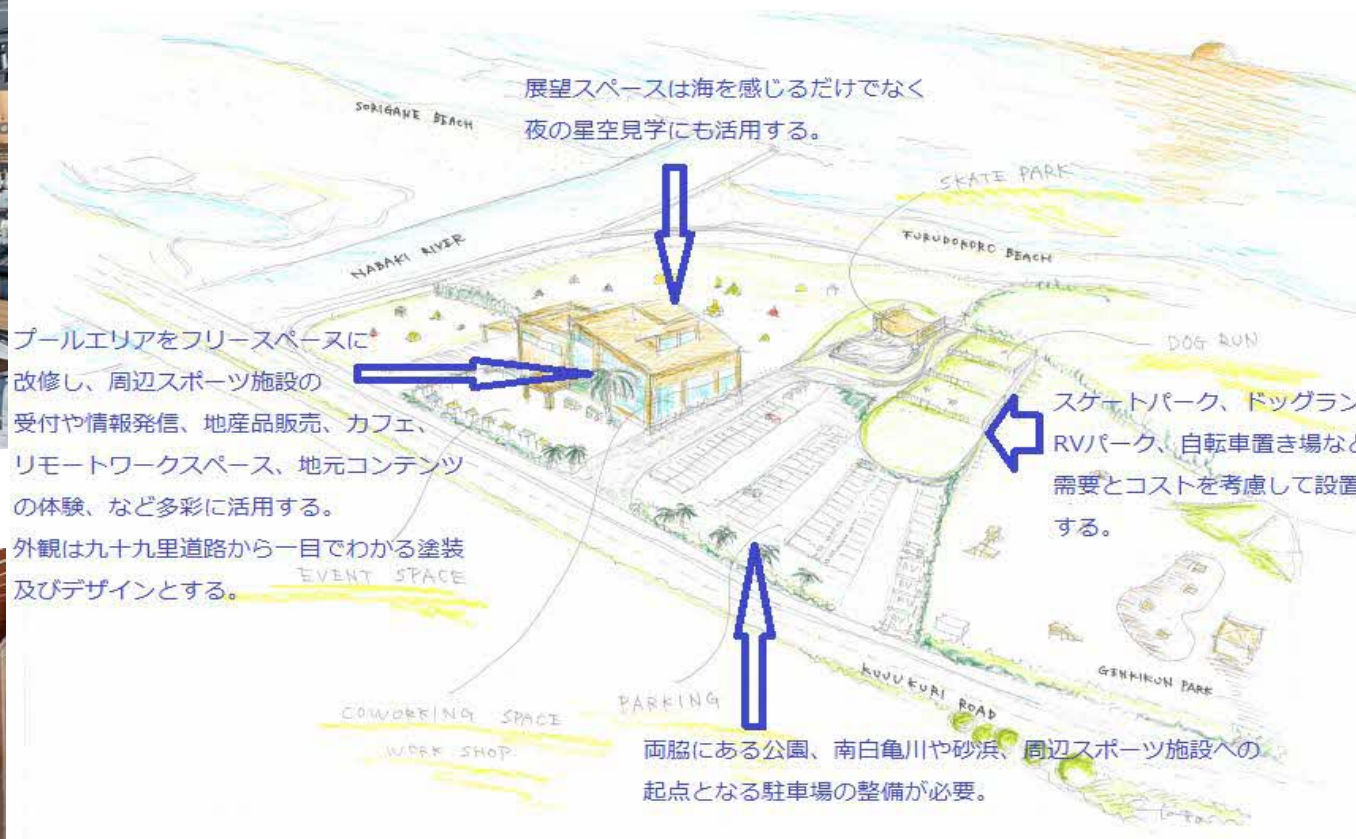 展望スペースは海を感じるだけでなく
夜の星空見学にも活用する。
SORIGANE BEACH
SKATE PARK
NABAKI RIVER
FURUDOKORO BEACH
DOG RUN
プールエリアをフリースペースに
改修し、周辺スポーツ施設の
受付や情報発信、地産品販売、カフェ、
リモートワークスペース、地元コンテンツ
の体験、など多彩に活用する。
外観は九十九里道路から一目でわかる塗装
及びデザインとする。
スケートパーク、ドッグラン
RVパーク、自転車置き場など
需要とコストを考慮して設置
する。
EVENT SPACE
GENKIKUN PARK
KUJUKURI ROAD
PARKING
COWORKING SPACE
WORK SHOP
両脇にある公園、南白亀川や砂浜、周辺スポーツ施設への
起点となる駐車場の整備が必要。